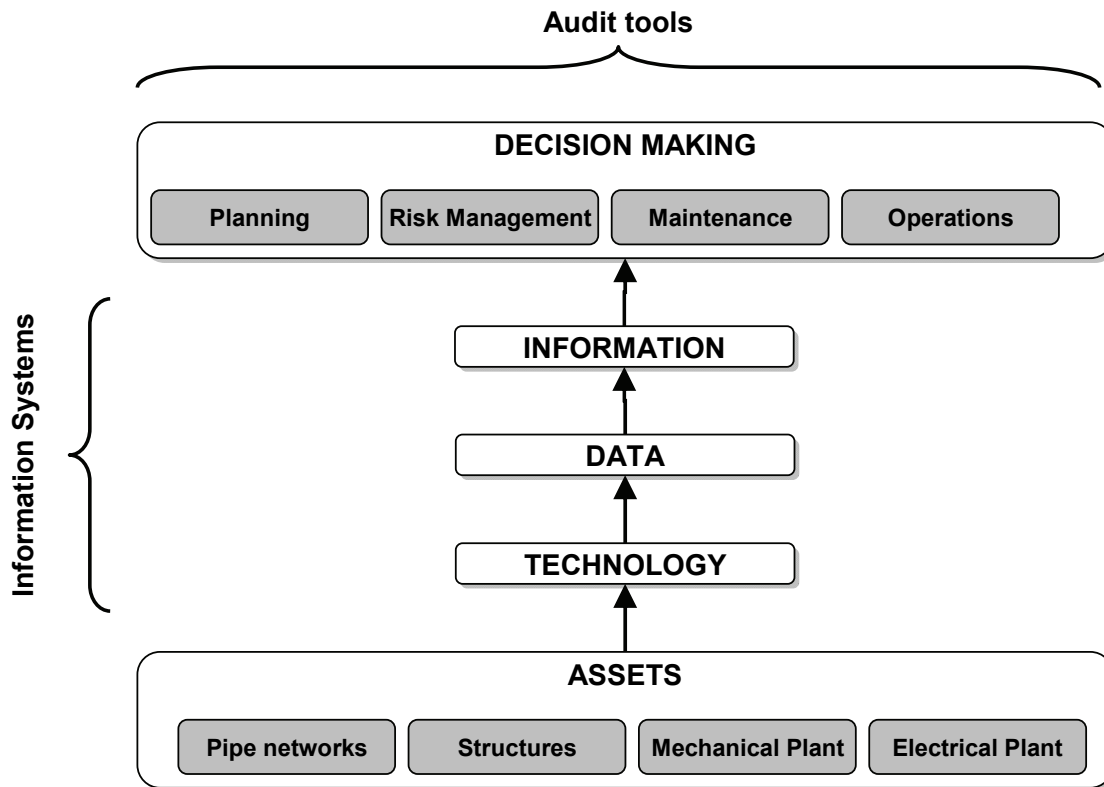 Audit tools
DECISION MAKING
Planning
Risk Management
Maintenance
Operations
Information Systems
INFORMATION
DATA
TECHNOLOGY
ASSETS
Pipe networks
Structures
Mechanical Plant
Electrical Plant